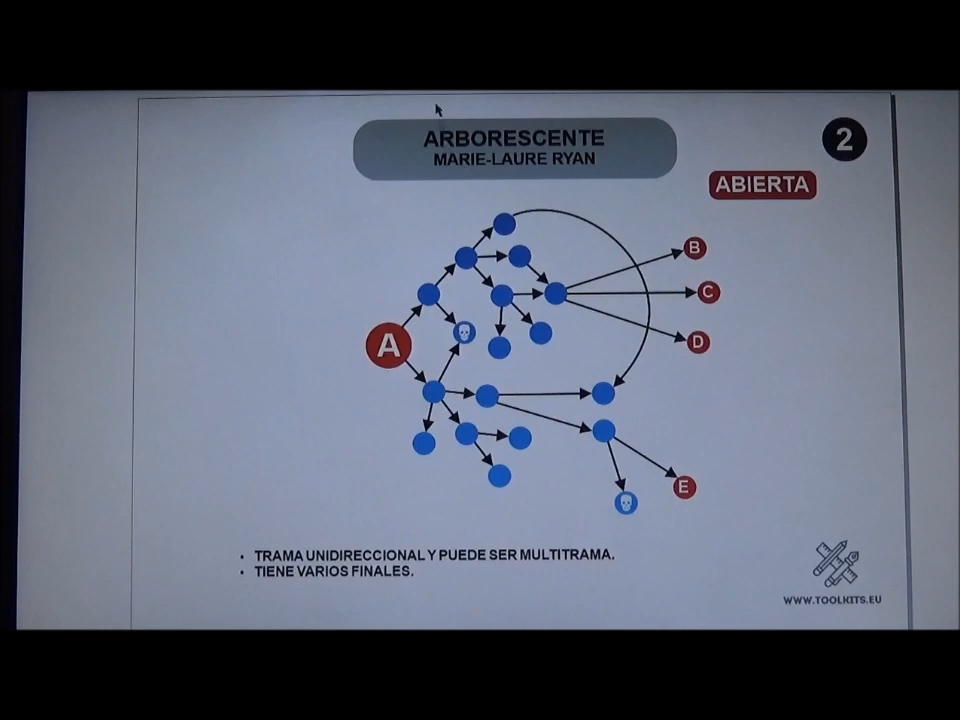 ARBORESCENTE
MARIE-LAURE RYAN
2
ABIERTA
B
C
D
A
E
• TRAMA UNIDIRECCIONAL Y PUEDE SER MULTITRAMA.
• TIENE VARIOS FINALES.
WWW.TOOLKITS.EU